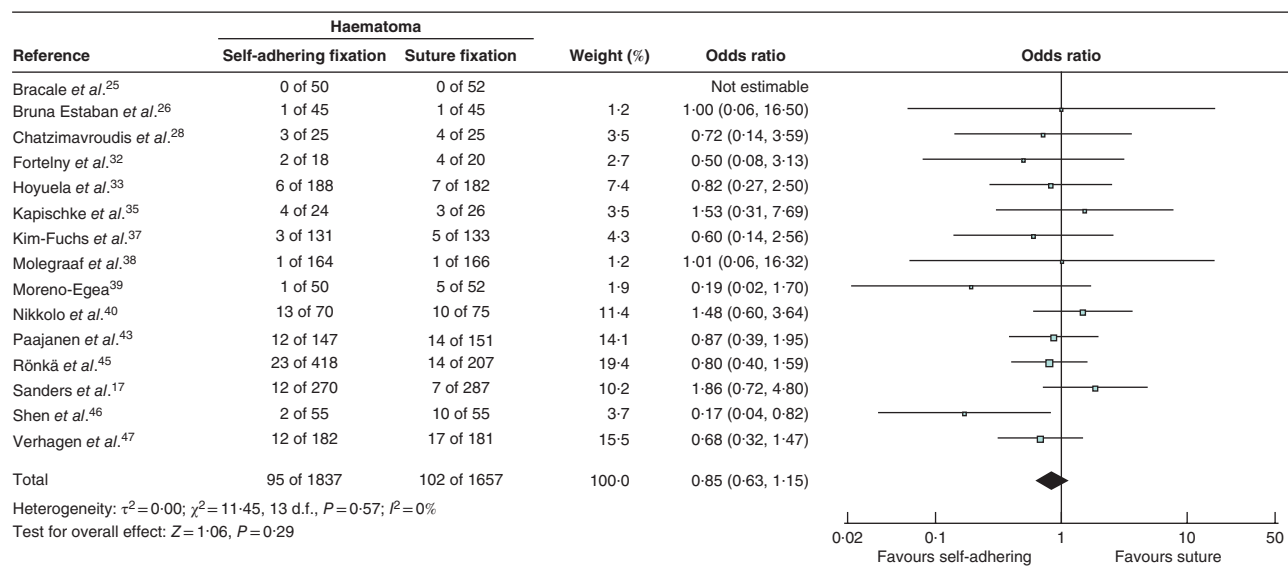 Haematoma
Reference Self-adhering fixation Suture fixation Weight (%) Odds ratio Odds ratio
Bracale et al.25 0 of 50 0 of 52 Not estimable
Bruna Estaban et al.26 1 of 45 1 of 45 1·2 1·00 (0·06, 16·50)
Chatzimavroudis et al.28 3 of 25 4 of 25 3·5 0·72 (0·14, 3·59)
Fortelny et al.32 2 of 18 4 of 20 2·7 0·50 (0·08, 3·13)
Hoyuela et al.33 6 of 188 7 of 182 7·4 0·82 (0·27, 2·50)
Kapischke et al.35 4 of 24 3 of 26 3·5 1·53 (0·31, 7·69)
Kim-Fuchs et al.37 3 of 131 5 of 133 4·3 0·60 (0·14, 2·56)
Molegraaf et al.38 1 of 164 1 of 166 1·2 1·01 (0·06, 16·32)
Moreno-Egea39 1 of 50 5 of 52 1·9 0·19 (0·02, 1·70)
Nikkolo et al.40 13 of 70 10 of 75 11·4 1·48 (0·60, 3·64)
Paajanen et al.43 12 of 147 14 of 151 14·1 0·87 (0·39, 1·95)
Rönkä et al.45 23 of 418 14 of 207 19·4 0·80 (0·40, 1·59)
Sanders et al.17 12 of 270 7 of 287 10·2 1·86 (0·72, 4·80)
Shen et al.46 2 of 55 10 of 55 3·7 0·17 (0·04, 0·82)
Verhagen et al.47 12 of 182 17 of 181 15·5 0·68 (0·32, 1·47)
Total 95 of 1837 102 of 1657 100·0 0·85 (0·63, 1·15)
Heterogeneity: τ2=0·00; χ2=11·45, 13 d.f., P=0·57; I2=0%
Test for overall effect: Z=1·06, P=0·29
0·02 0·1 1 10 50
Favours self-adhering Favours suture